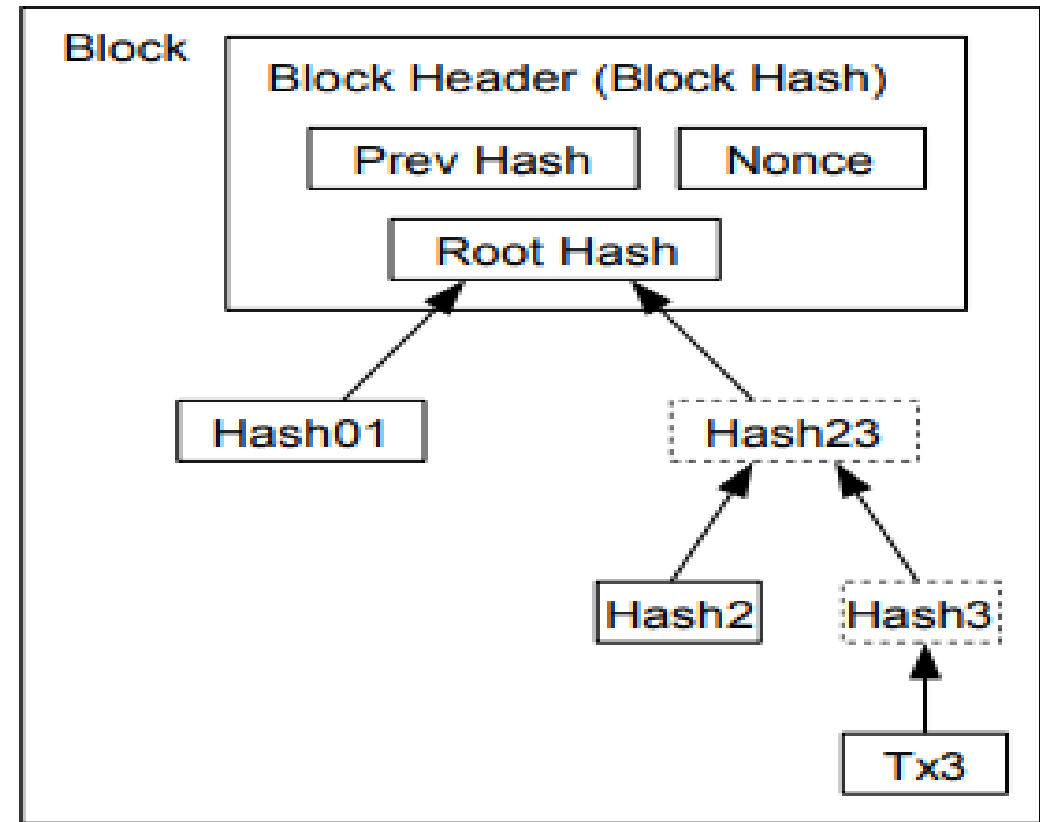 Block
Block Header (Block Hash)
Prev Hash
Nonce
Root Hash
Hash01
Hash23
Hash2
Hash3
Tx3